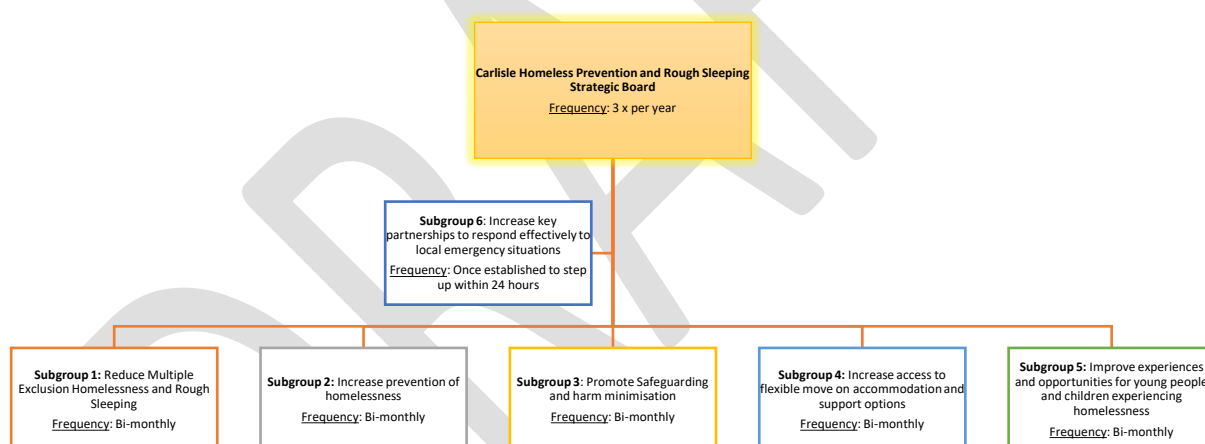 Carlisle Homeless Prevention and Rough Sleeping
Strategic Board
Frequency: 3 x per year
Subgroup 6: Increase key
partnerships to respond effectively to
local emergency situations
Frequency: Once established to step
up within 24 hours
Subgroup 1: Reduce Multiple
Exclusion Homelessness and Rough
Sleeping
Frequency: Bi-monthly
Subgroup 2: Increase prevention of
homelessness
Frequency: Bi-monthly
Subgroup 3: Promote Safeguarding
and harm minimisation
Frequency: Bi-monthly
Subgroup 4: Increase access to
flexible move on accommodation and
support options
Frequency: Bi-monthly
Subgroup 5: Improve experiences
and opportunities for young people
and children experiencing
homelessness
Frequency: Bi-monthly